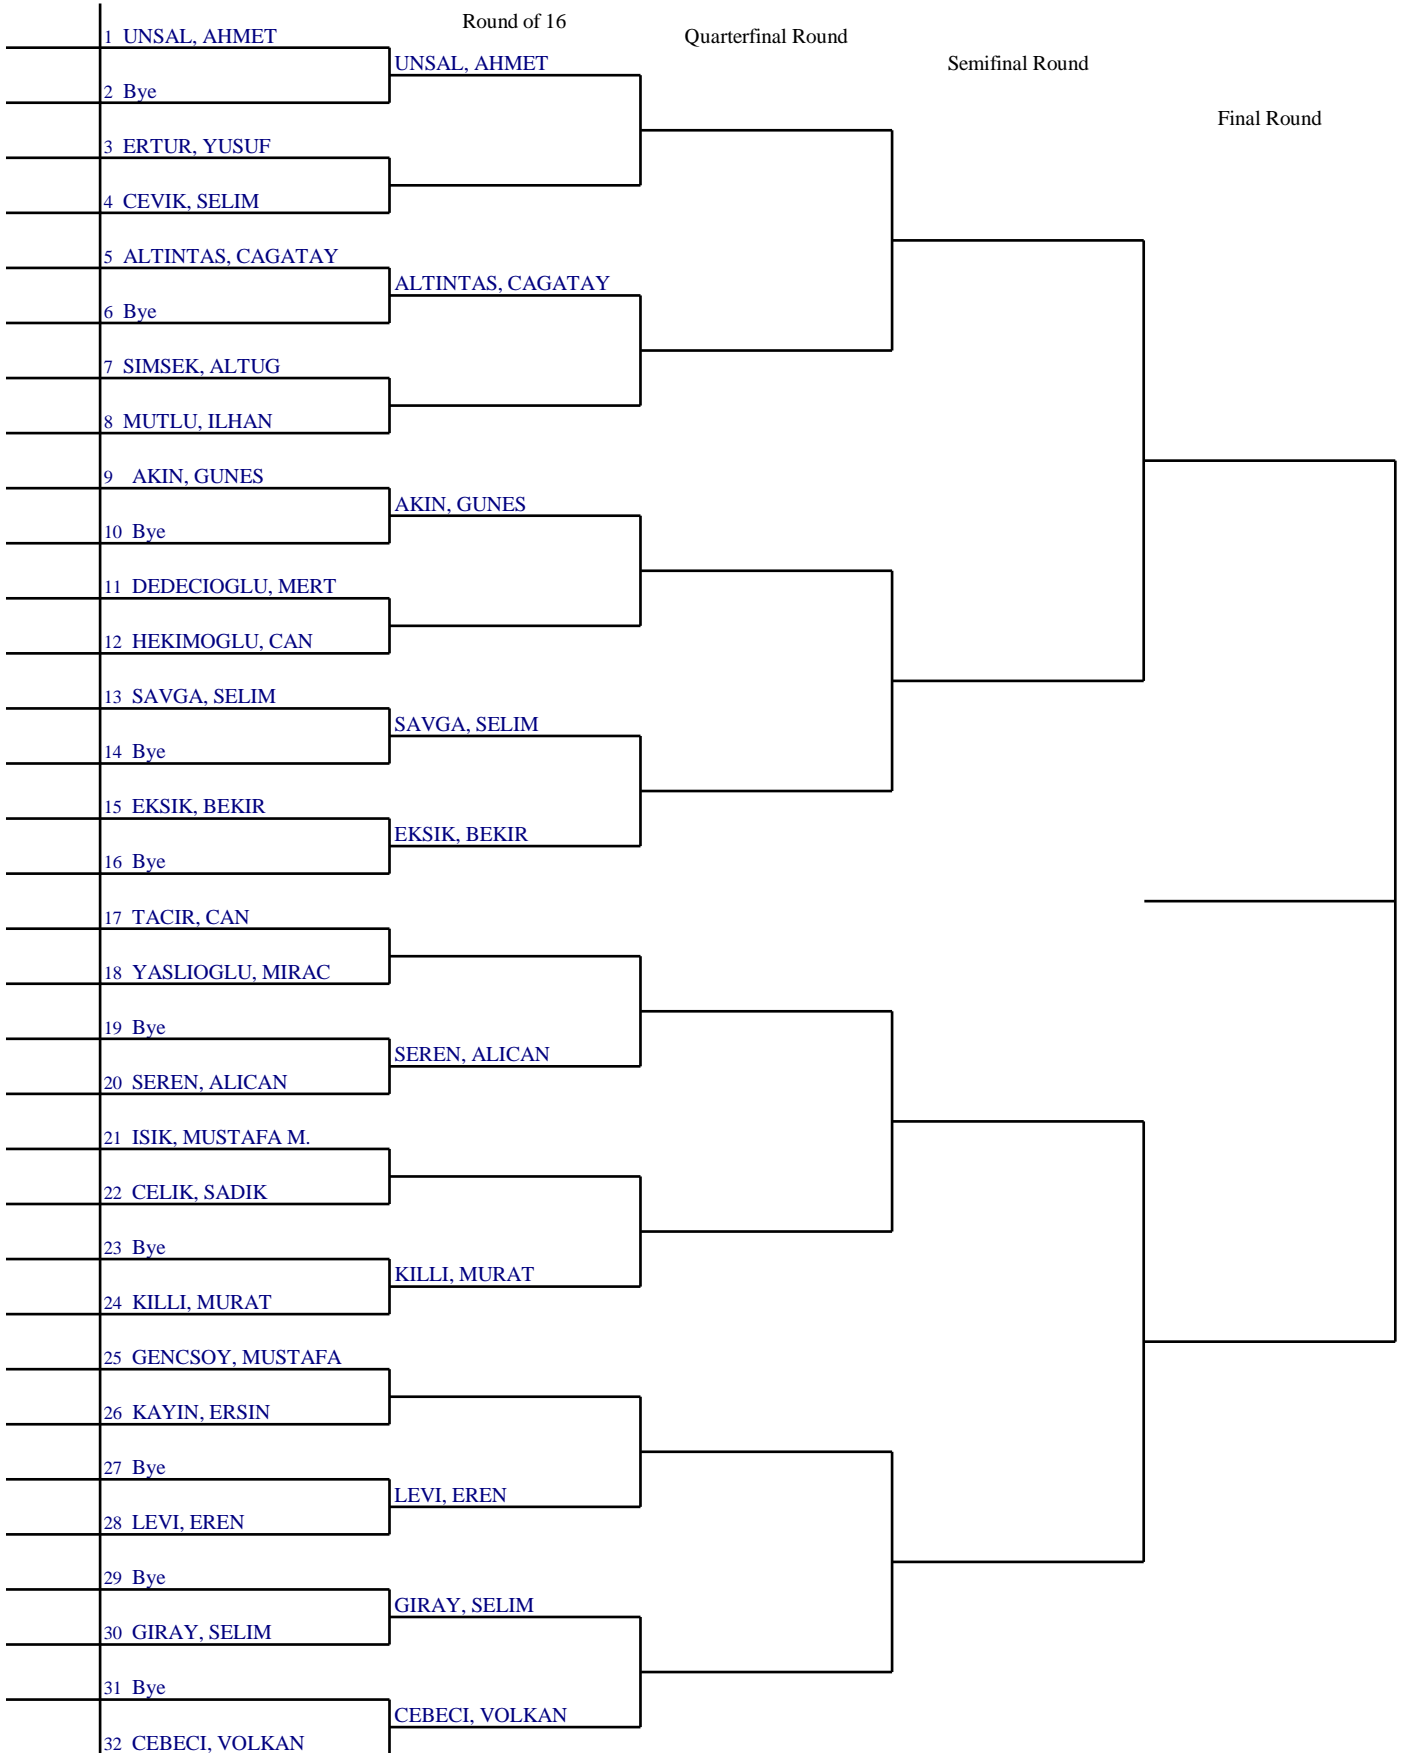 Round of 16
Quarterfinal Round
Semifinal Round
Final Round
1 UNSAL, AHMET
UNSAL, AHMET
2 Bye
3 ERTUR, YUSUF
4 CEVIK, SELIM
5 ALTINTAS, CAGATAY
ALTINTAS, CAGATAY
6 Bye
7 SIMSEK, ALTUG
8 MUTLU, ILHAN
9 AKIN, GUNES
AKIN, GUNES
10 Bye
11 DEDECIOGLU, MERT
12 HEKIMOGLU, CAN
13 SAVGA, SELIM
SAVGA, SELIM
14 Bye
15 EKSIK, BEKIR
EKSIK, BEKIR
16 Bye
17 TACIR, CAN
18 YASLIOGLU, MIRAC
19 Bye
SEREN, ALICAN
20 SEREN, ALICAN
21 ISIK, MUSTAFA M.
22 CELIK, SADIK
23 Bye
KILLI, MURAT
24 KILLI, MURAT
25 GENCSOY, MUSTAFA
26 KAYIN, ERSIN
27 Bye
LEVI, EREN
28 LEVI, EREN
29 Bye
GIRAY, SELIM
30 GIRAY, SELIM
31 Bye
CEBECI, VOLKAN
32 CEBECI, VOLKAN